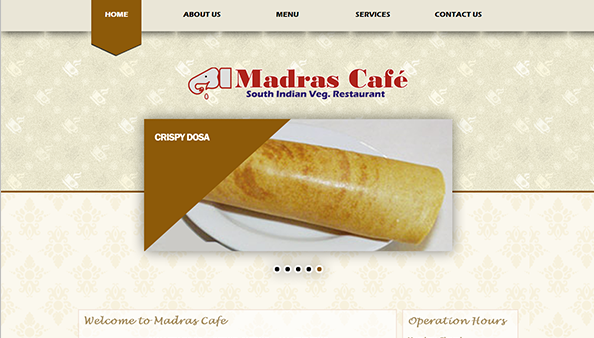 HOME ABOUT US MENU SERVICES CONTACT US
Madras Café
South Indian Veg. Restaurant
CRISPY DOSA
Welcome to Madras Cafe
Operation Hours